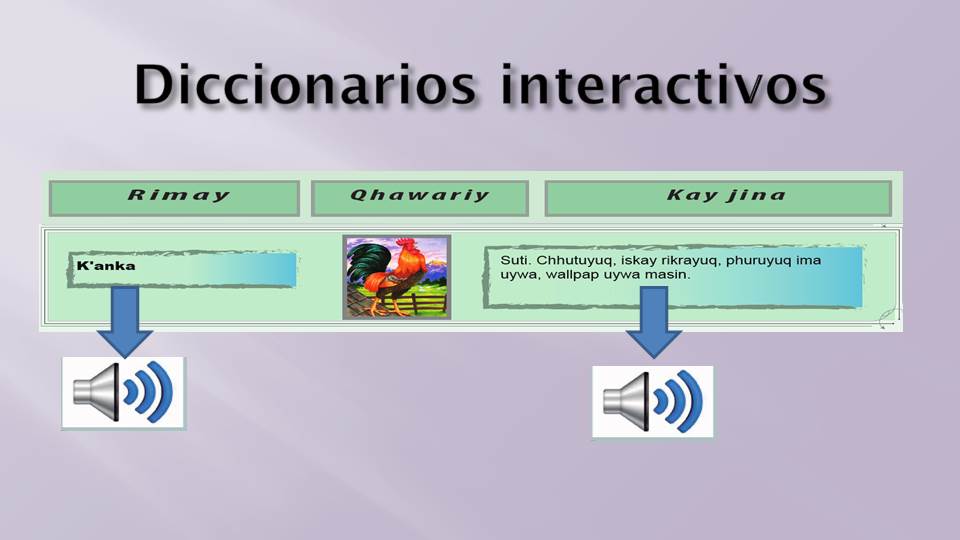 Diccionarios interactivos
Rimay
Qhawariy
Kay jina
K'anka
Suti. Chhutuyuq, iskay rikrayuq, phuruyuq ima
uywa, wallpap uywa masin.